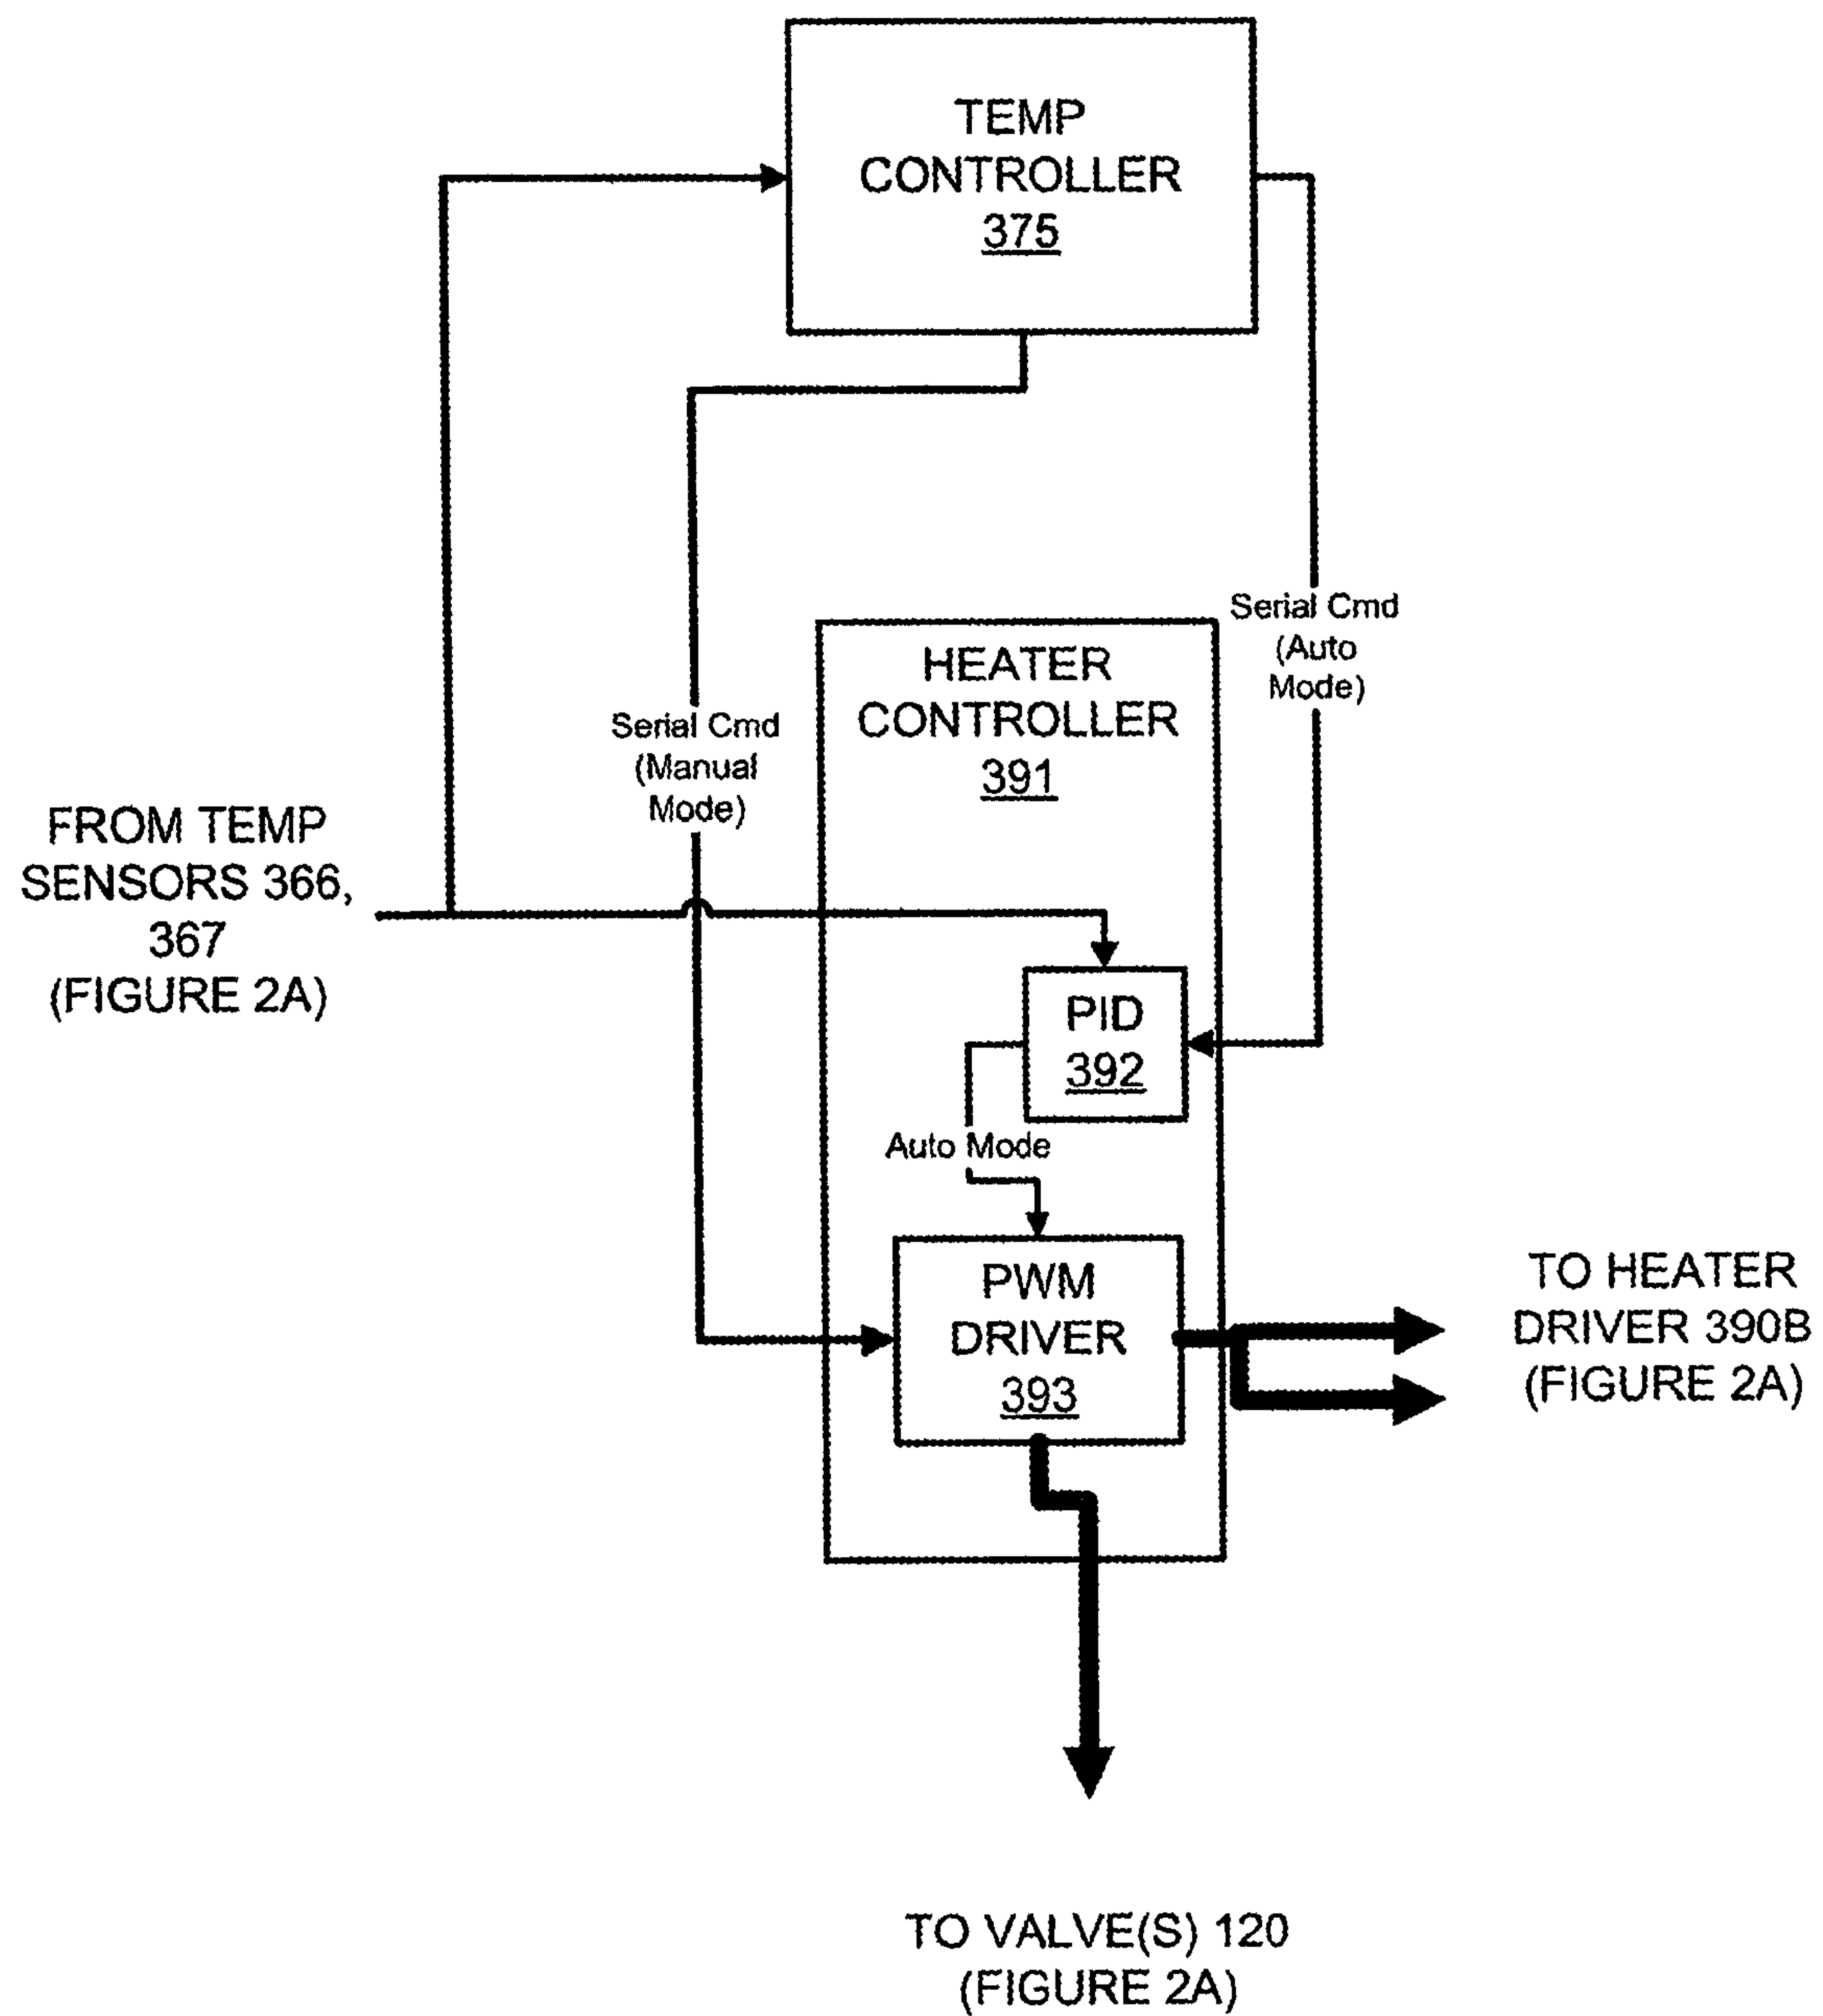 TEMP
CONTROLLER
375
Serial Cmd
(Auto
Mode)
HEATER
CONTROLLER
391
Serial Cmd
(Manual
Mode)
FROM TEMP
SENSORS 366,
367
(FIGURE 2A)
PID
392
Auto Mode
PWM
DRIVER
393
TO HEATER
DRIVER 390B
(FIGURE 2A)
TO VALVE(S) 120
(FIGURE 2A)